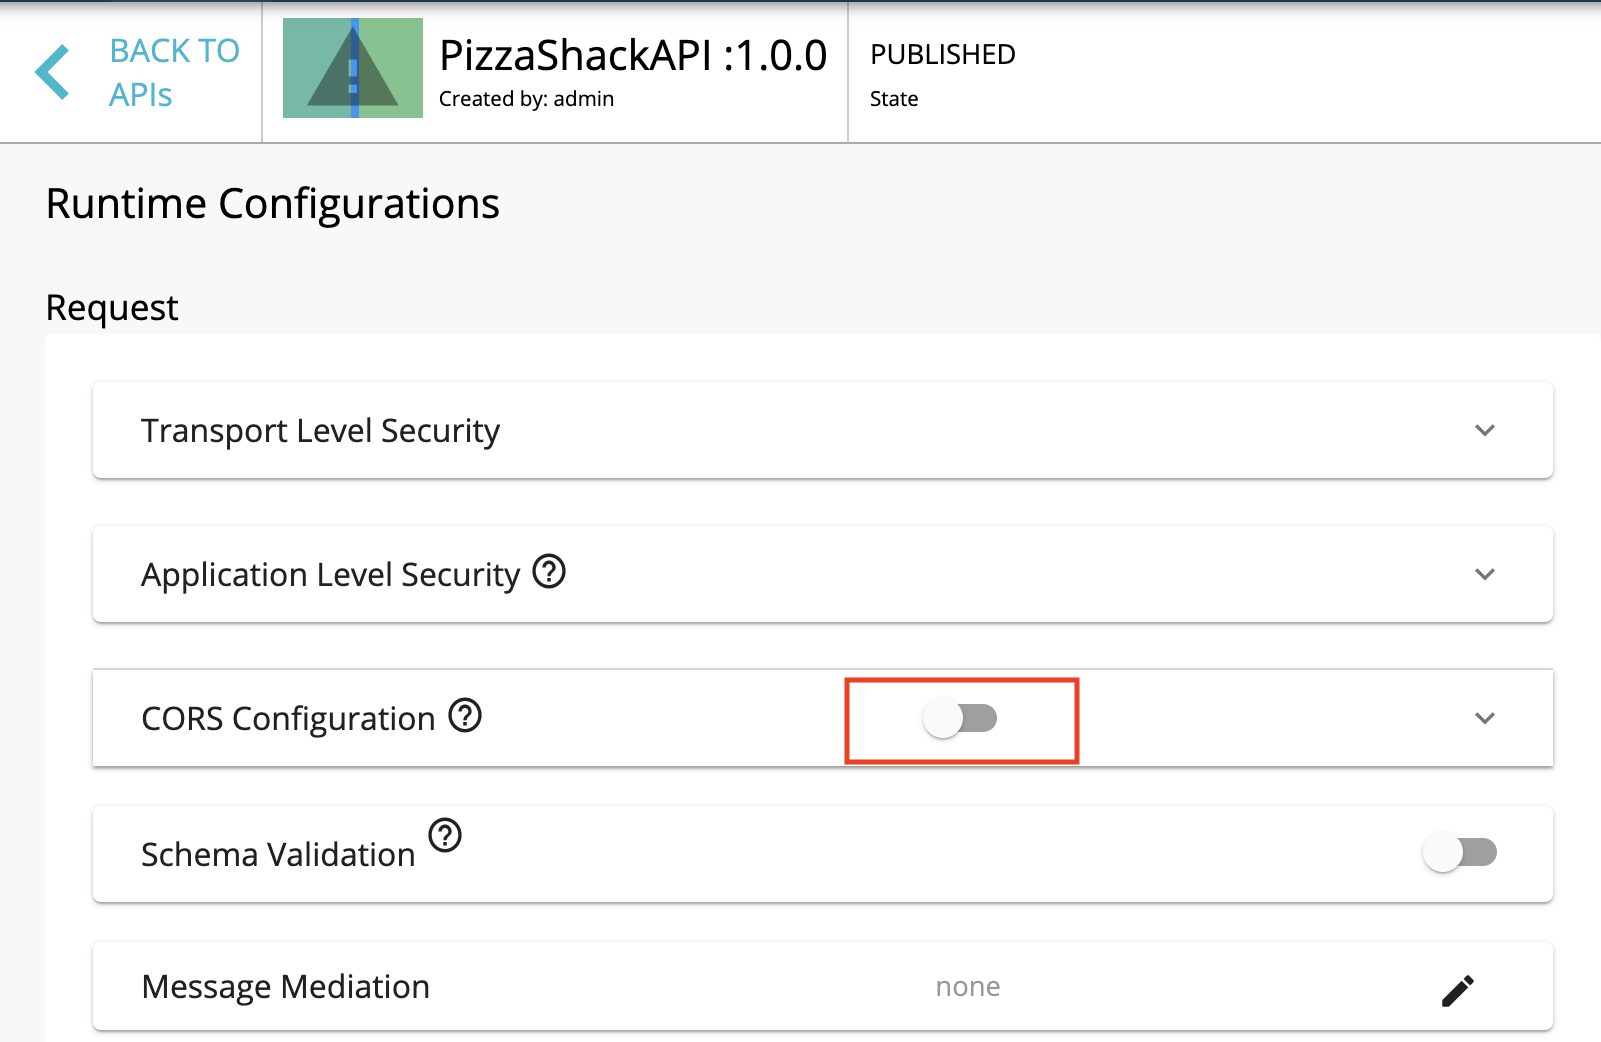 BACK TO
APIs
PizzaShackAPI :1.0.0
Created by: admin
PUBLISHED
State
Runtime Configurations
Request
Transport Level Security
Application Level Security ?
CORS Configuration ?
Schema Validation ?
Message Mediation none